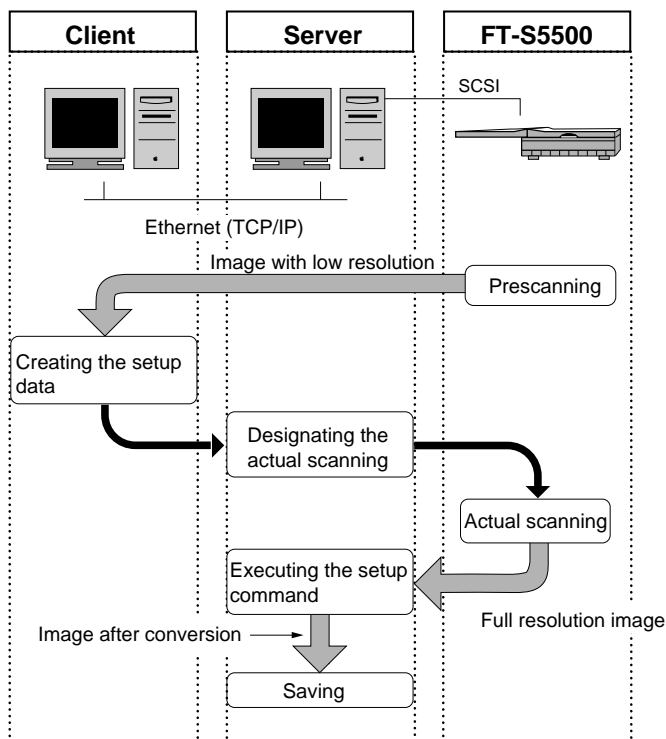 Client
Server
FT-S5500
SCSI
Ethernet (TCP/IP)
Image with low resolution
Prescanning
Creating the setup
data
Designating the
actual scanning
Actual scanning
Executing the setup
command
Full resolution image
Image after conversion
Saving